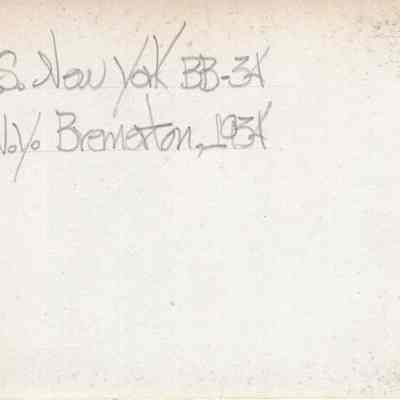 S. New York BB-34
N.Y. Bremerton, 1934